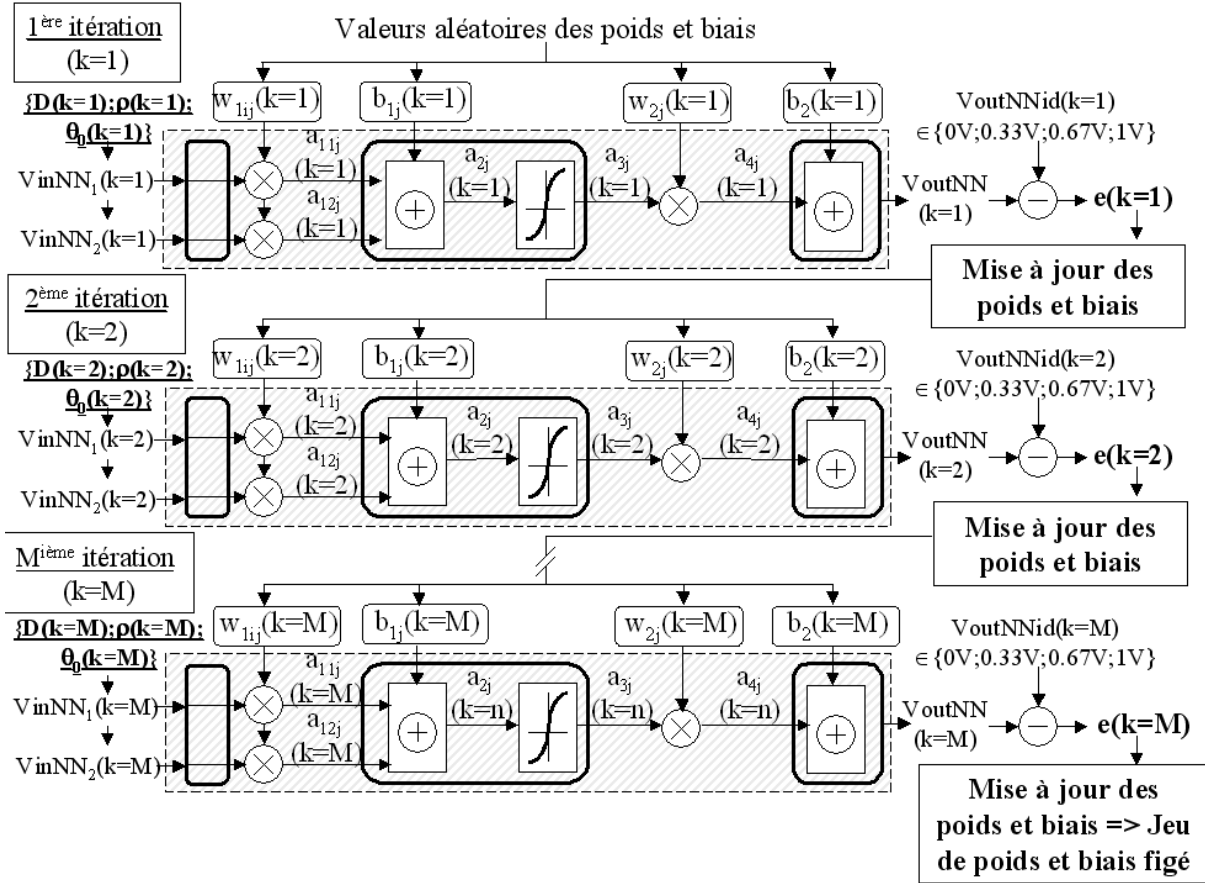 1ère itération
(k=1)
Valeurs aléatoires des poids et biais
{D(k=1);ρ(k=1);
θ0(k=1)}
w1ij(k=1)
b1j(k=1)
w2j(k=1)
b2(k=1)
VoutNNid(k=1)
∈{0V;0.33V;0.67V;1V}
VinNN1(k=1)
VinNN2(k=1)
a11j
(k=1)
a12j
(k=1)
a2j
(k=1)
a3j
(k=1)
a4j
(k=1)
VoutNN
(k=1)
e(k=1)
Mise à jour des
poids et biais
2ème itération
(k=2)
{D(k=2);ρ(k=2);
θ0(k=2)}
w1ij(k=2)
b1j(k=2)
w2j(k=2)
b2(k=2)
VoutNNid(k=2)
∈{0V;0.33V;0.67V;1V}
VinNN1(k=2)
VinNN2(k=2)
a11j
(k=2)
a12j
(k=2)
a2j
(k=2)
a3j
(k=2)
a4j
(k=2)
VoutNN
(k=2)
e(k=2)
Mise à jour des
poids et biais
Mième itération
(k=M)
{D(k=M);ρ(k=M);
θ0(k=M)}
w1ij(k=M)
b1j(k=M)
w2j(k=M)
b2(k=M)
VoutNNid(k=M)
∈{0V;0.33V;0.67V;1V}
VinNN1(k=M)
VinNN2(k=M)
a11j
(k=M)
a12j
(k=M)
a2j
(k=n)
a3j
(k=n)
a4j
(k=n)
VoutNN
(k=M)
e(k=M)
Mise à jour des
poids et biais => Jeu
de poids et biais figé